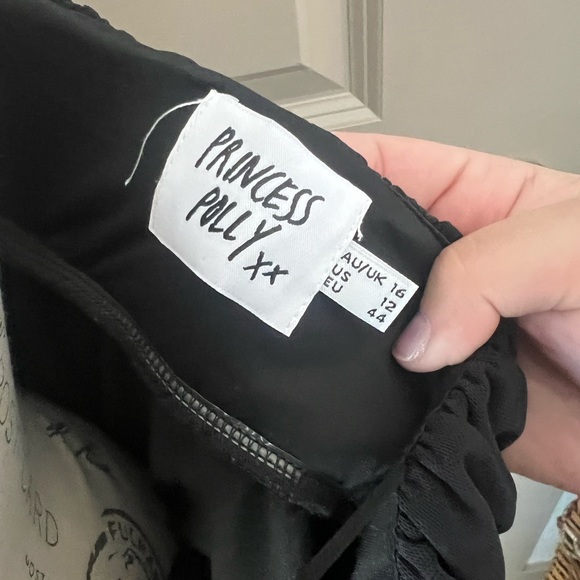 PRINCESS
POLLY xx
AU/UK 16
US 12
EU 44